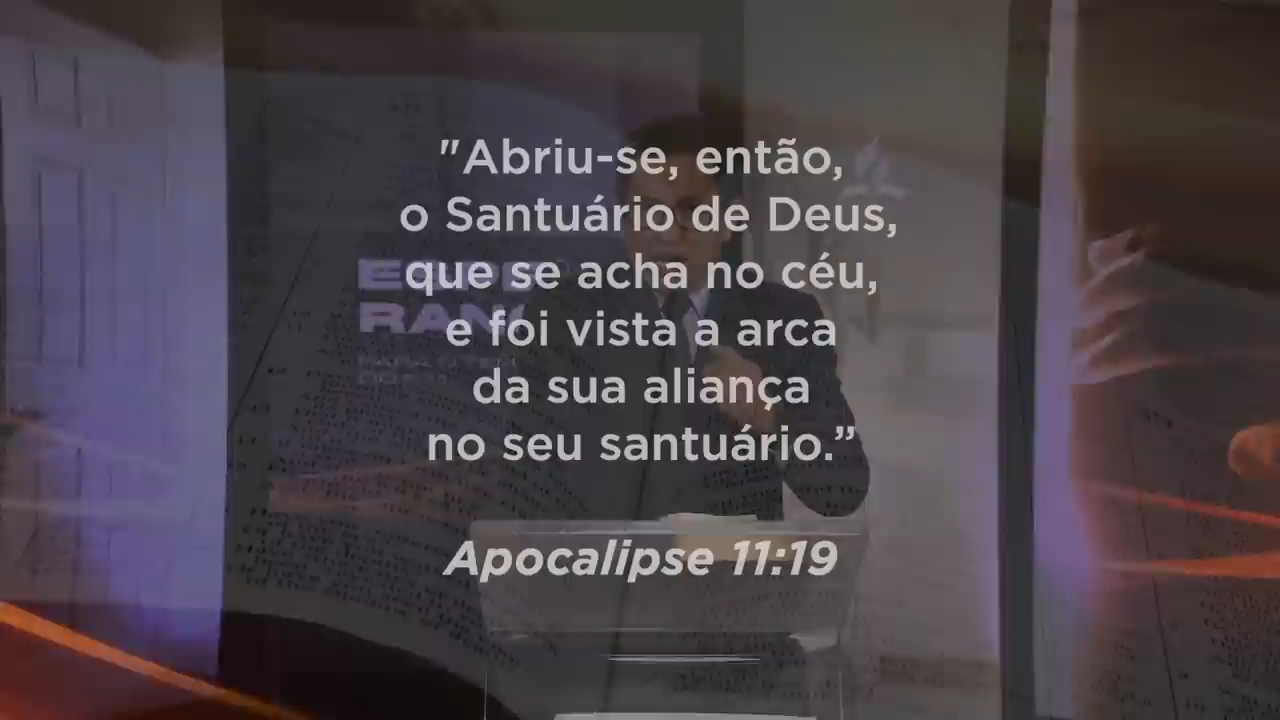 "Abriu-se, então,
o Santuário de Deus,
que se acha no céu,
e foi vista a arca
da sua aliança
no seu santuário.”
Apocalipse 11:19